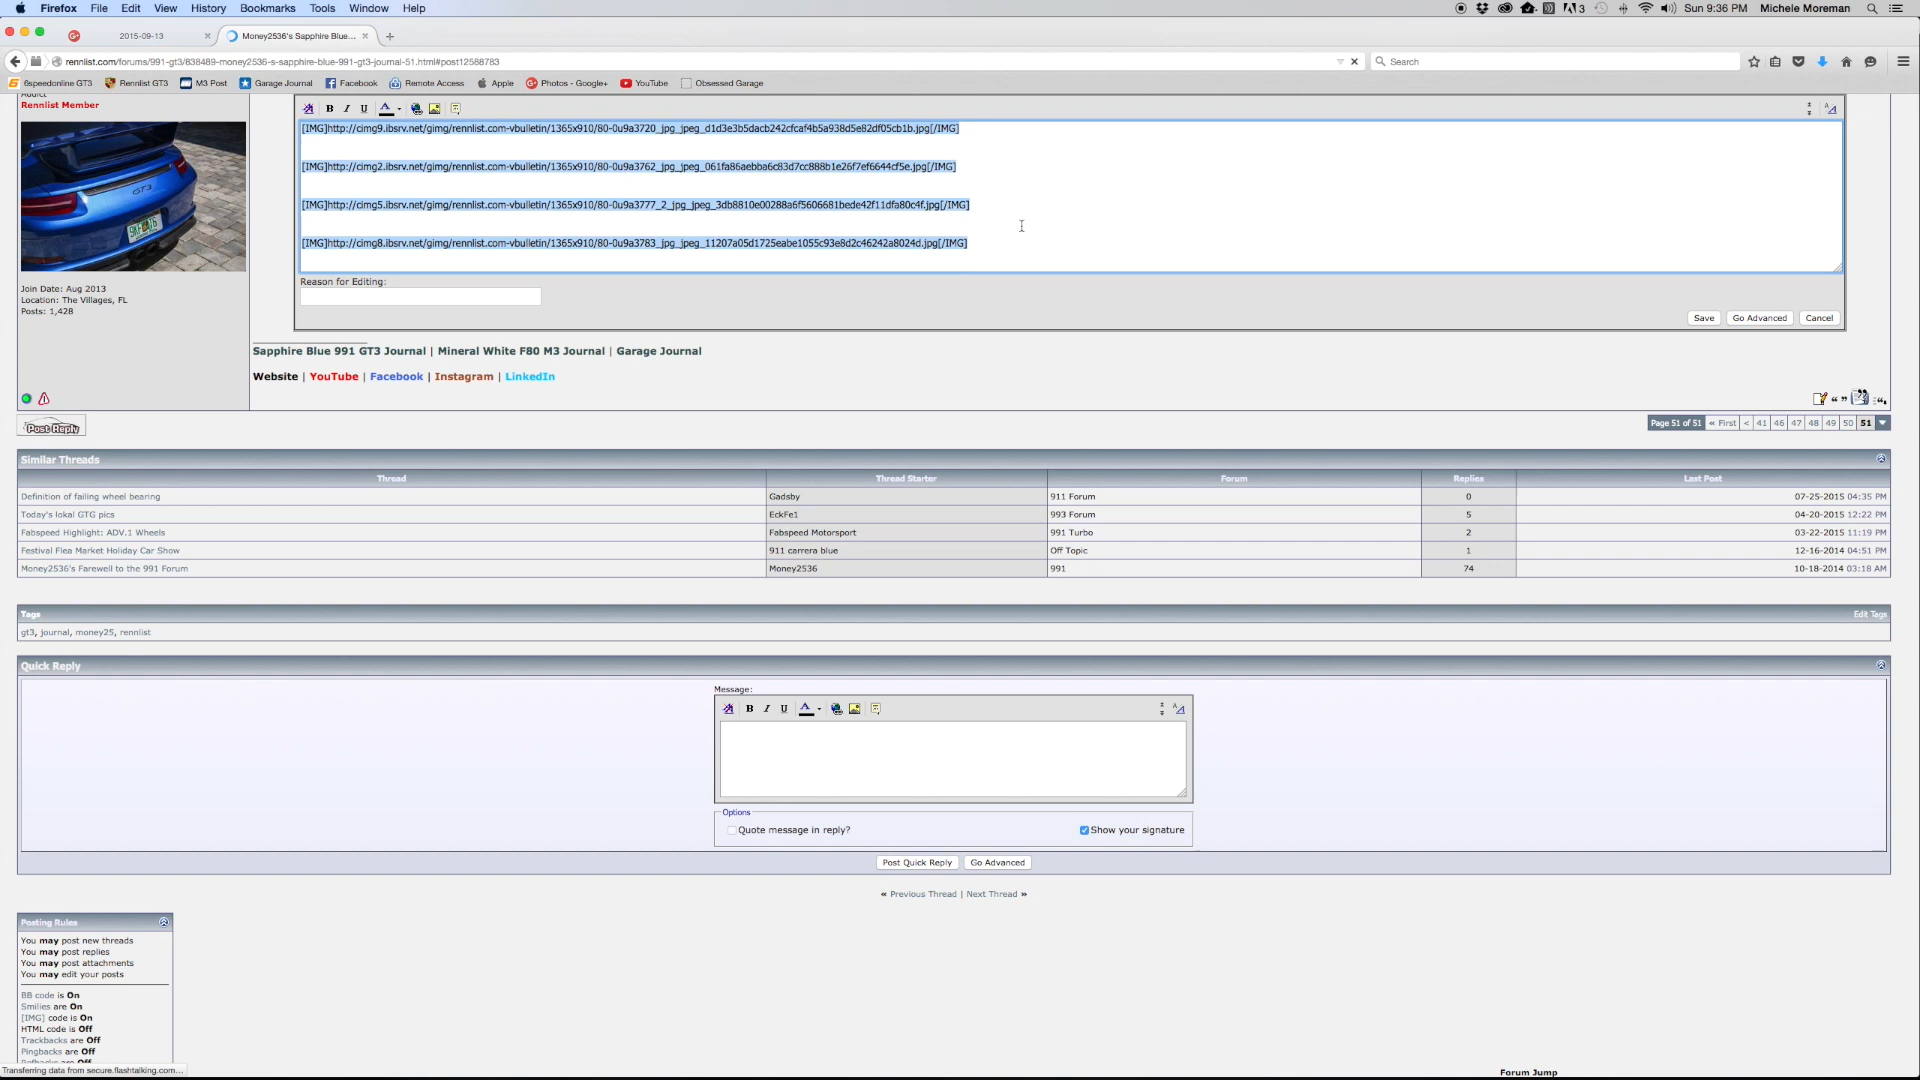 Firefox File Edit View History Bookmarks Tools Window Help
3 Sun 9:36 PM Michele Moreman
2015-09-13 Money2536's Sapphire Blue...
rennlist.com/forums/991-gt3/838489-money2536-s-sapphire-blue-991-gt3-journal-51.html#post12588783 Search
6speedonline GT3 Rennlist GT3 M3 Post Garage Journal Facebook Remote Access Apple Photos - Google+ YouTube Obsessed Garage
Addict
Rennlist Member
B I U A
[IMG]http://cimg9.ibsrv.net/gimg/rennlist.com-vbulletin/1365x910/80-0u9a3720_jpg_jpeg_d1d3e3b5dacb242cfcaf4b5a938d5e82df05cb1b.jpg[/IMG]
[IMG]http://cimg2.ibsrv.net/gimg/rennlist.com-vbulletin/1365x910/80-0u9a3762_jpg_jpeg_061fa86aebba6c83d7cc888b1e26f7ef6644cf5e.jpg[/IMG]
[IMG]http://cimg5.ibsrv.net/gimg/rennlist.com-vbulletin/1365x910/80-0u9a3777_2_jpg_jpeg_3db8810e00288a6f5606681bede42f11dfa80c4f.jpg[/IMG]
[IMG]http://cimg8.ibsrv.net/gimg/rennlist.com-vbulletin/1365x910/80-0u9a3783_jpg_jpeg_11207a05d1725eabe1055c93e8d2c46242a8024d.jpg[/IMG]
GT3
Reason for Editing:
Join Date: Aug 2013
Location: The Villages, FL
Posts: 1,428
Save Go Advanced Cancel
Sapphire Blue 991 GT3 Journal | Mineral White F80 M3 Journal | Garage Journal
Website | YouTube | Facebook | Instagram | LinkedIn
Post Reply
Page 51 of 51 « First < 41 46 47 48 49 50 51
Similar Threads
Thread Thread Starter Forum Replies Last Post
Definition of failing wheel bearing Gadsby 911 Forum 0 07-25-2015 04:35 PM
Today's lokal GTG pics EckFe1 993 Forum 5 04-20-2015 12:22 PM
Fabspeed Highlight: ADV.1 Wheels Fabspeed Motorsport 991 Turbo 2 03-22-2015 11:19 PM
Festival Flea Market Holiday Car Show 911 carrera blue Off Topic 1 12-16-2014 04:51 PM
Money2536's Farewell to the 991 Forum Money2536 991 74 10-18-2014 03:18 AM
Tags Edit Tags
gt3, journal, money25, rennlist
Quick Reply
Message:
B I U A
Options
Quote message in reply? Show your signature
Post Quick Reply Go Advanced
« Previous Thread | Next Thread »
Posting Rules
You may post new threads
You may post replies
You may post attachments
You may edit your posts
BB code is On
Smilies are On
[IMG] code is On
HTML code is Off
Trackbacks are Off
Pingbacks are Off
Refbacks are Off
Transferring data from secure.flashtalking.com...
Forum Jump